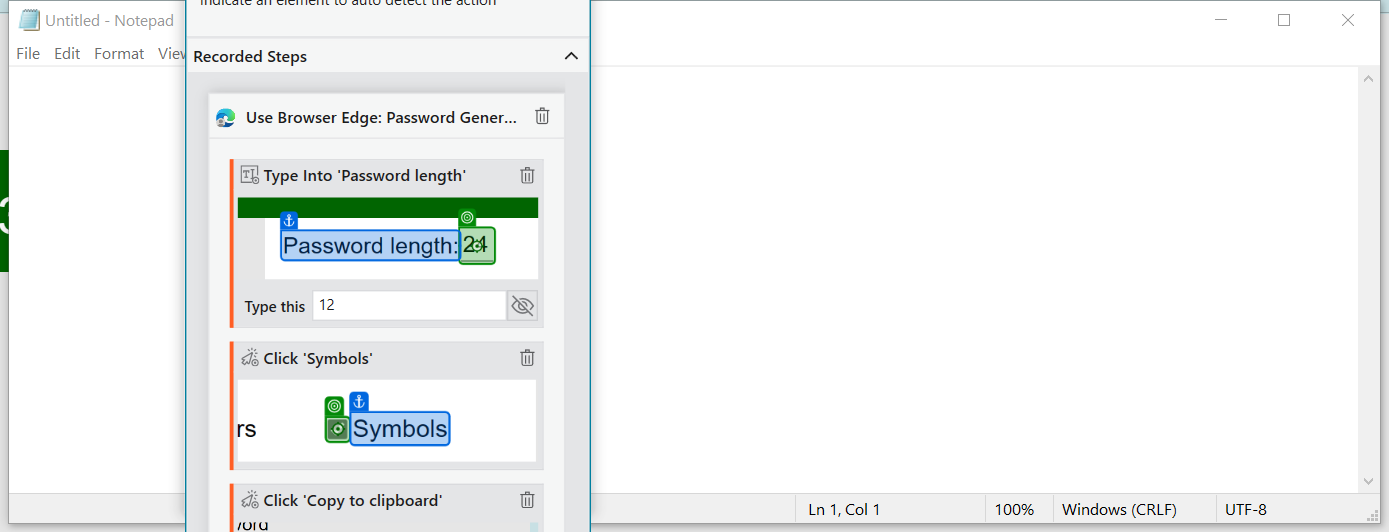 Indicate an element to auto detect the action
Untitled - Notepad
File Edit Format View
Recorded Steps
Use Browser Edge: Password Gener...
Type Into 'Password length'
Password length: 24
Type this 12
Click 'Symbols'
rs Symbols
Click 'Copy to clipboard'
Ln 1, Col 1 100% Windows (CRLF) UTF-8